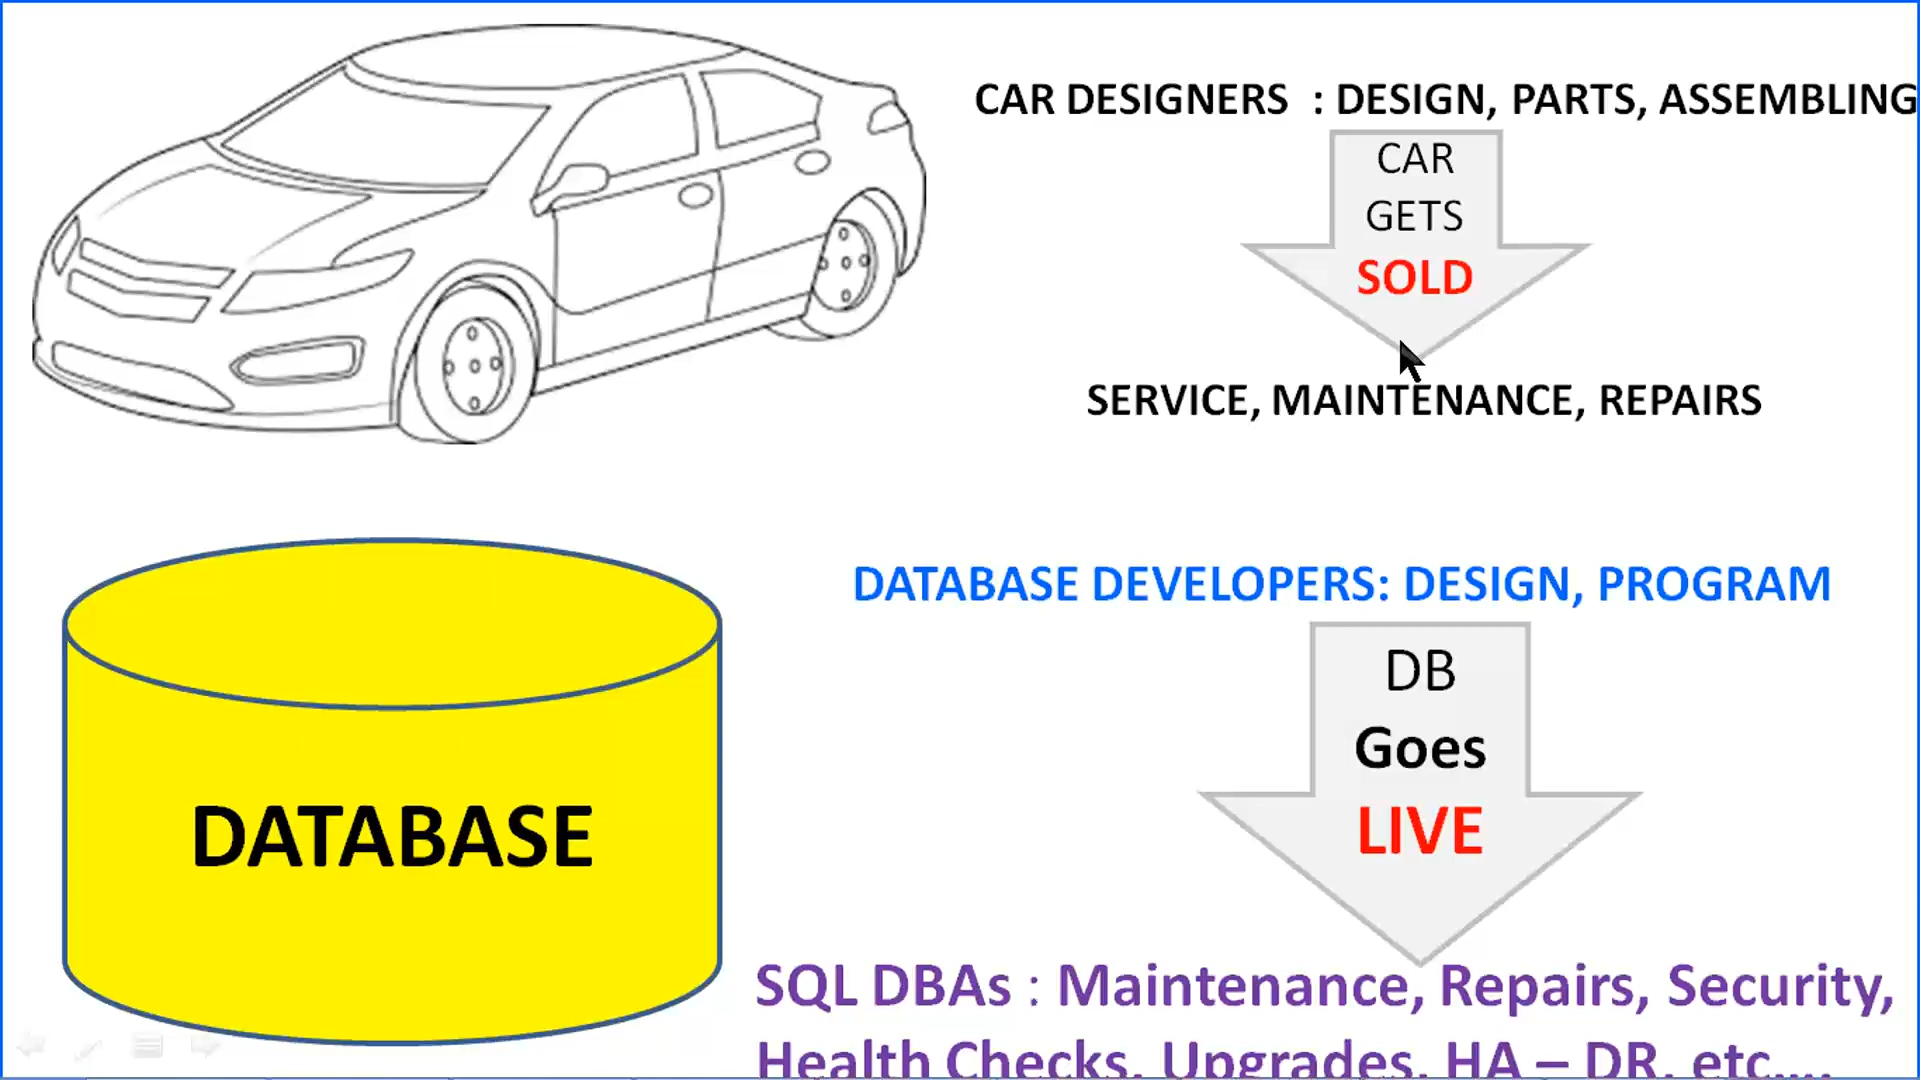 CAR DESIGNERS : DESIGN, PARTS, ASSEMBLING
CAR
GETS
SOLD
SERVICE, MAINTENANCE, REPAIRS
DATABASE DEVELOPERS: DESIGN, PROGRAM
DB
Goes
LIVE
DATABASE
SQL DBAs : Maintenance, Repairs, Security,
Health Checks, Upgrades, HA – DR, etc....